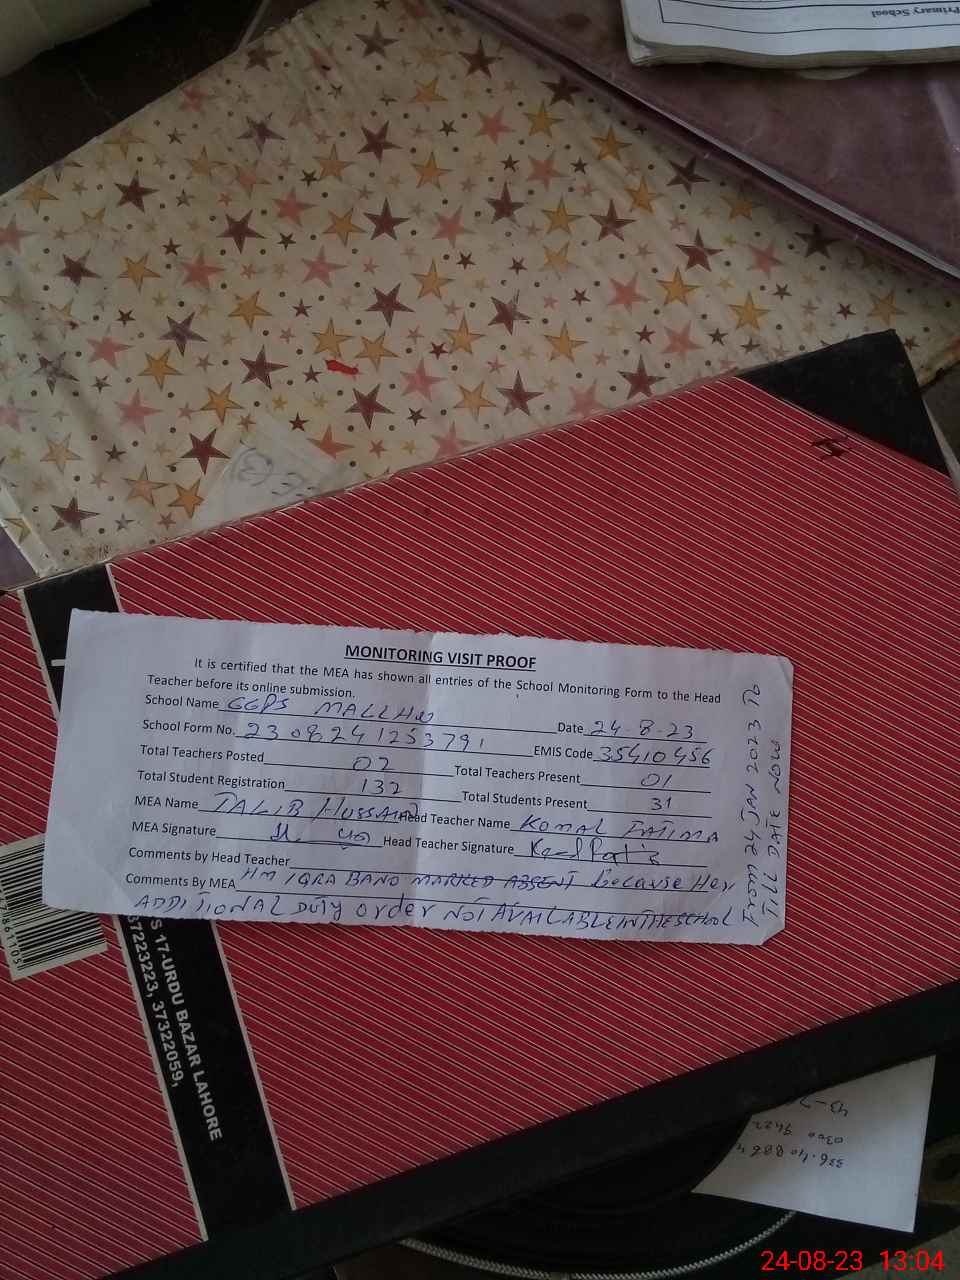 Primary School
MONITORING VISIT PROOF
It is certified that the MEA has shown all entries of the School Monitoring Form to the Head
Teacher before its online submission.
School Name GGPS MALLHU Date 24-8-23
School Form No. 230824125379, EMIS Code 35410456
Total Teachers Posted 02 Total Teachers Present 01
Total Student Registration 132 Total Students Present 31
MEA Name TALIB HUSSAIN Head Teacher Name KOMAL FATIMA
MEA Signature Head Teacher Signature
Comments by Head Teacher
Comments By MEA HM IQRA BANO MARKED ABSENT because Her
ADDITIONAL DUTY order NOT AVAILABLE IN THE SCHOOL
From 24 JAN 2023 TO
TILL DATE NOW
S 17-URDU BAZAR LAHORE
37223223, 37322059,
24-08-23 13:04